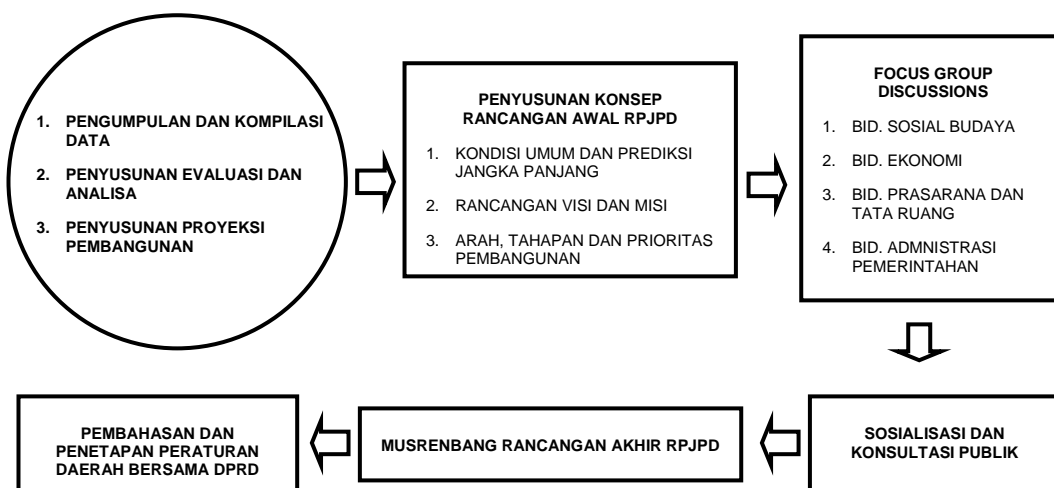 1. PENGUMPULAN DAN KOMPILASI
DATA
2. PENYUSUNAN EVALUASI DAN
ANALISA
3. PENYUSUNAN PROYEKSI
PEMBANGUNAN
PENYUSUNAN KONSEP
RANCANGAN AWAL RPJPD
1. KONDISI UMUM DAN PREDIKSI
JANGKA PANJANG
2. RANCANGAN VISI DAN MISI
3. ARAH, TAHAPAN DAN PRIORITAS
PEMBANGUNAN
FOCUS GROUP
DISCUSSIONS
1. BID. SOSIAL BUDAYA
2. BID. EKONOMI
3. BID. PRASARANA DAN
TATA RUANG
4. BID. ADMNISTRASI
PEMERINTAHAN
SOSIALISASI DAN
KONSULTASI PUBLIK
MUSRENBANG RANCANGAN AKHIR RPJPD
PEMBAHASAN DAN
PENETAPAN PERATURAN
DAERAH BERSAMA DPRD